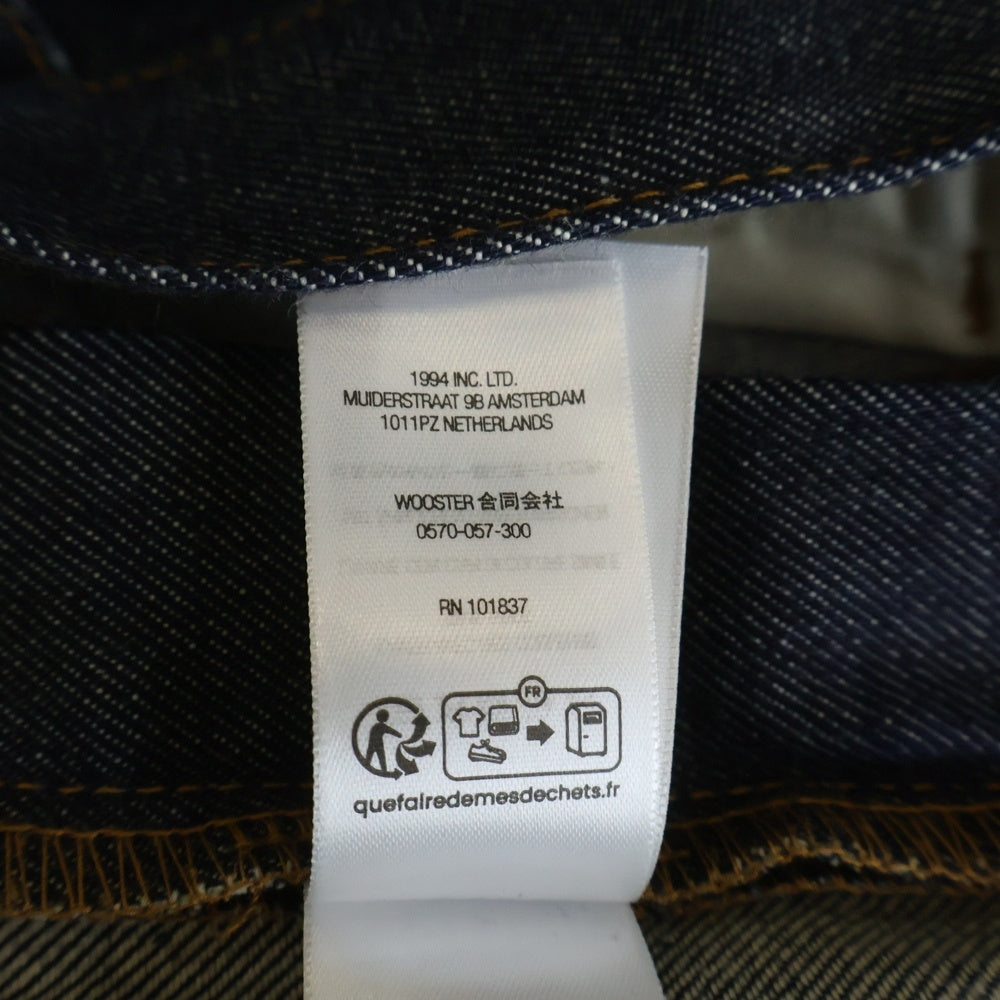 1994 INC. LTD.
MUIDERSTRAAT 9B AMSTERDAM
1011PZ NETHERLANDS
WOOSTER 合同会社
0570-057-300
RN 101837
FR
quefairedemesdechets.fr